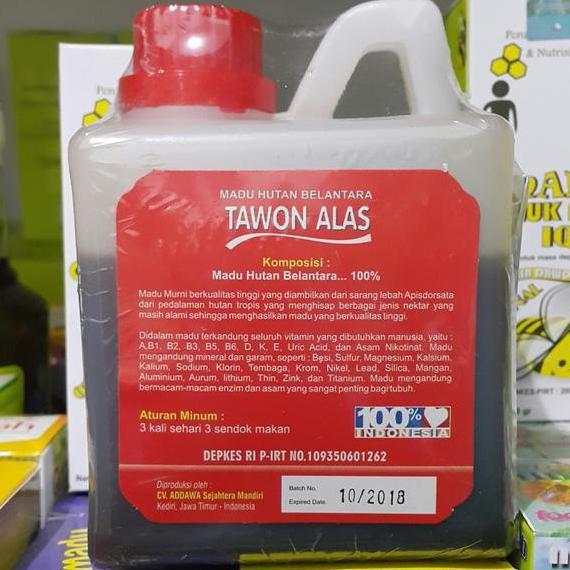 MADU HUTAN BELANTARA
TAWON ALAS
Komposisi :
Madu Hutan Belantara... 100%
Madu Murni berkualitas tinggi yang diambilkan dari sarang lebah Apisdorsata
dari pedalaman hutan tropis yang menghisap berbagai jenis nektar yang
masih alami sehingga menghasilkan madu yang berkualitas tinggi.
Didalam madu terkandung seluruh vitamin yang dibutuhkan manusia, yaitu :
A,B1, B2, B3, B5, B6, D, K, E, Uric Acid, dan Asam Nikotinat. Madu
mengandung mineral dan garam, seperti : Besi, Sulfur, Magnesium, Kalsium,
Kalium, Sodium, Klorin, Tembaga, Krom, Nikel, Lead, Silica, Mangan,
Aluminium, Aurum, lithium, Thin, Zink, dan Titanium. Madu mengandung
bermacam-macam enzim dan asam yang sangat penting bagi tubuh.
Aturan Minum :
3 kali sehari 3 sendok makan
100%
INDONESIA
DEPKES RI P-IRT NO.109350601262
Diproduksi oleh :
CV. ADDAWA Sejahtera Mandiri
Kediri, Jawa Timur - Indonesia
Batch No.
Expired Date. 10/2018
& Nutrisi
IQ
madu